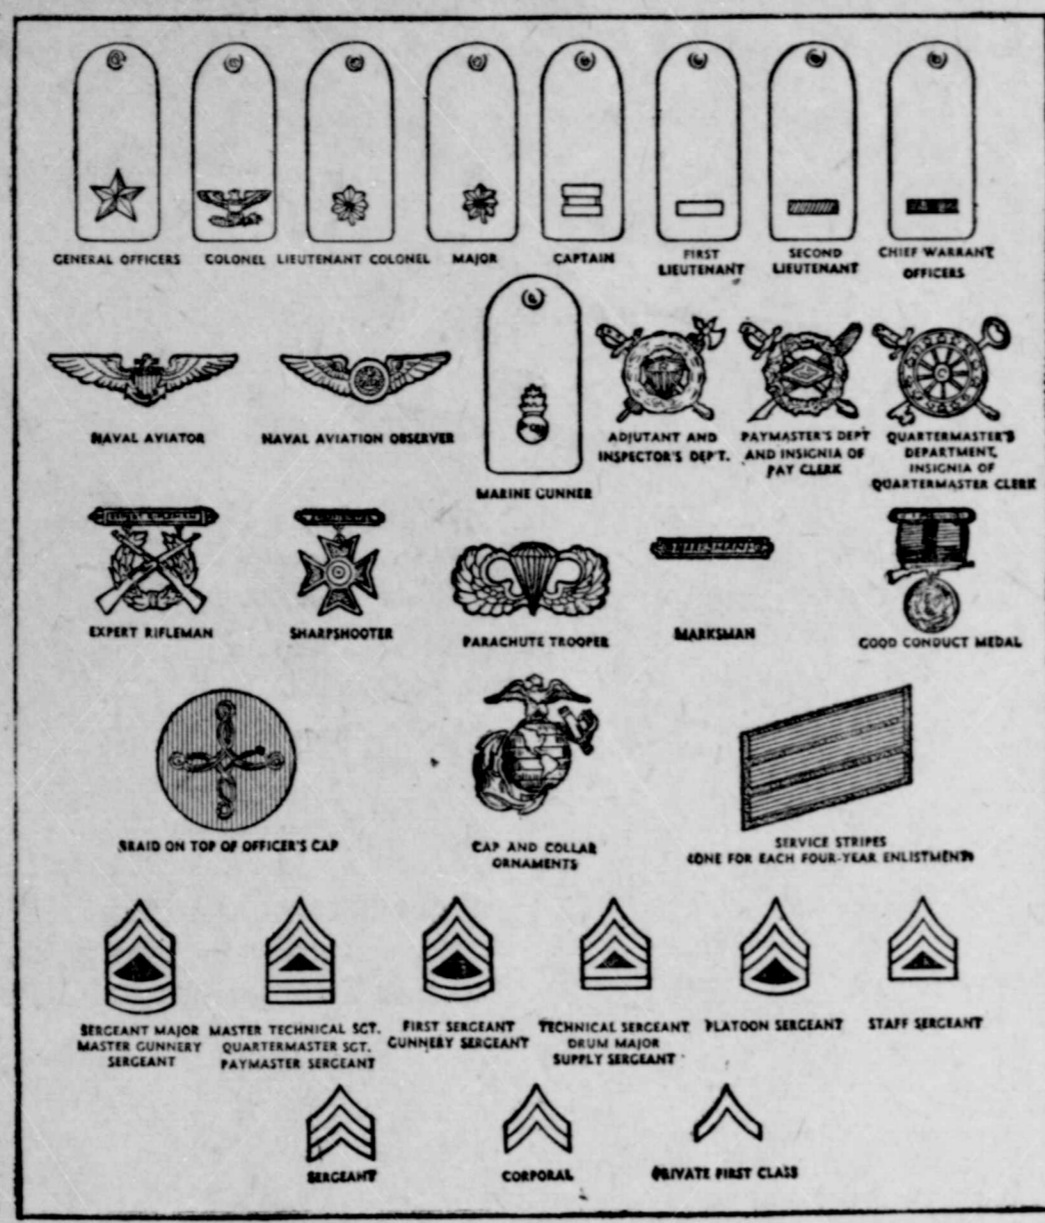 GENERAL OFFICERS
COLONEL
LIEUTENANT COLONEL
MAJOR
CAPTAIN
FIRST
LIEUTENANT
SECOND
LIEUTENANT
CHIEF WARRANT
OFFICERS
NAVAL AVIATOR
NAVAL AVIATION OBSERVER
MARINE GUNNER
ADJUTANT AND
INSPECTOR'S DEP'T.
PAYMASTER'S DEPT
AND INSIGNIA OF
PAY CLERK
QUARTERMASTER'S
DEPARTMENT,
INSIGNIA OF
QUARTERMASTER CLERK
EXPERT RIFLEMAN
SHARPSHOOTER
PARACHUTE TROOPER
MARKSMAN
GOOD CONDUCT MEDAL
BRAID ON TOP OF OFFICER'S CAP
CAP AND COLLAR
ORNAMENTS
SERVICE STRIPES
(ONE FOR EACH FOUR-YEAR ENLISTMENT)
SERGEANT MAJOR
MASTER GUNNERY
SERGEANT
MASTER TECHNICAL SGT.
QUARTERMASTER SGT.
PAYMASTER SERGEANT
FIRST SERGEANT
GUNNERY SERGEANT
TECHNICAL SERGEANT
DRUM MAJOR
SUPPLY SERGEANT
PLATOON SERGEANT
STAFF SERGEANT
SERGEANT
CORPORAL
PRIVATE FIRST CLASS